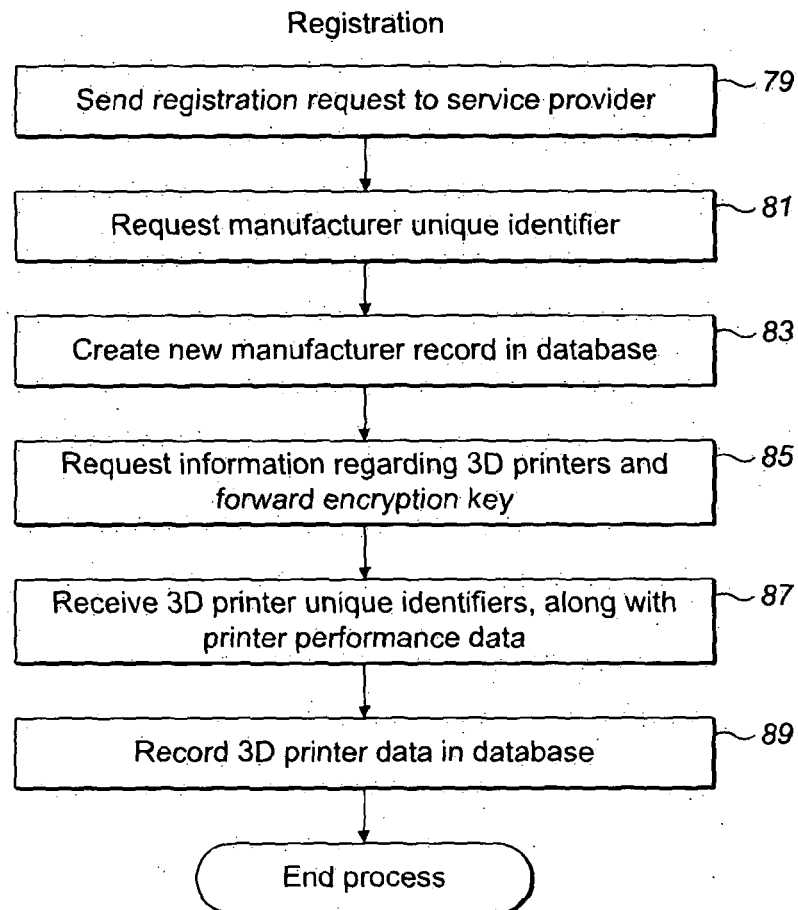 Registration
Send registration request to service provider
79
Request manufacturer unique identifier
81
Create new manufacturer record in database
83
Request information regarding 3D printers and
forward encryption key
85
Receive 3D printer unique identifiers, along with
printer performance data
87
Record 3D printer data in database
89
End process